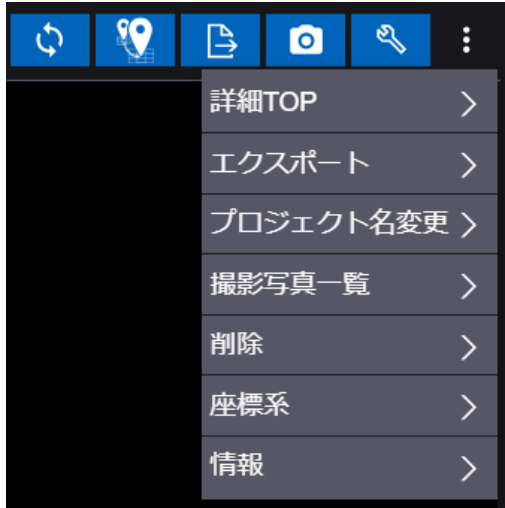 詳細TOP
エクスポート
プロジェクト名変更
撮影写真一覧
削除
座標系
情報